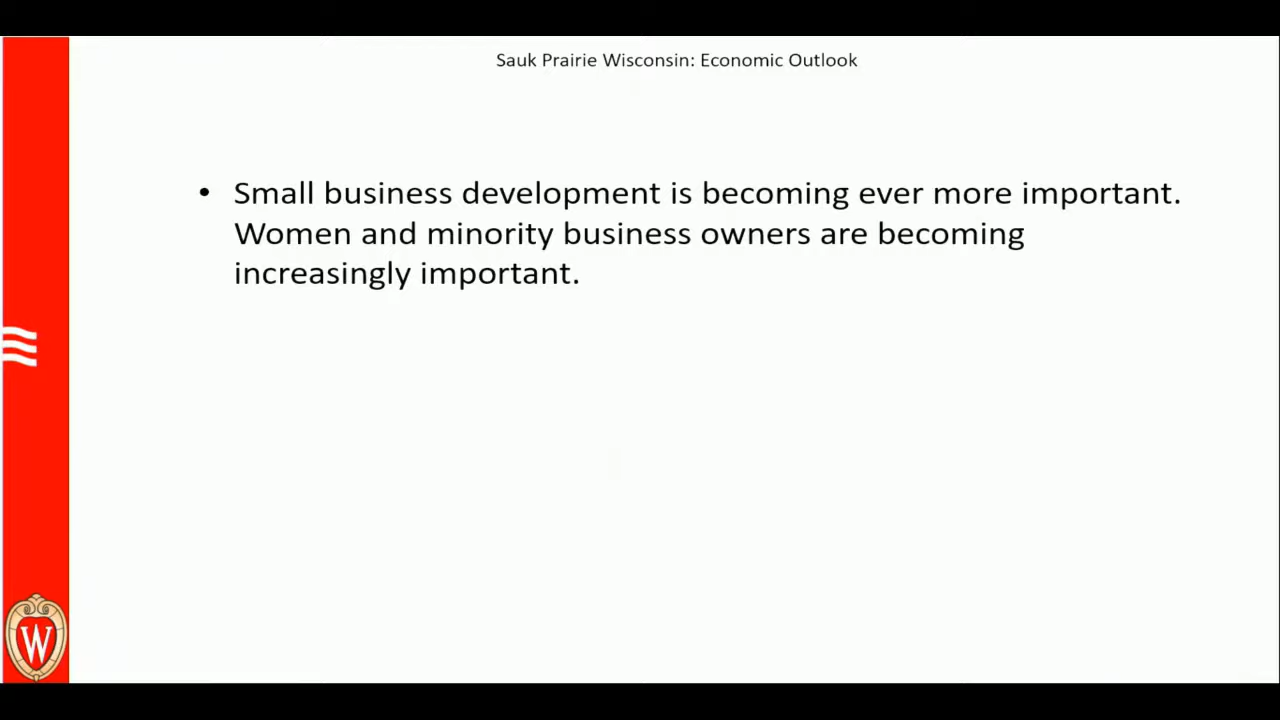 Sauk Prairie Wisconsin: Economic Outlook
• Small business development is becoming ever more important.
Women and minority business owners are becoming
increasingly important.
W